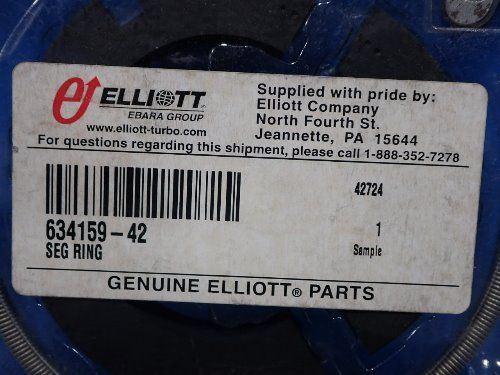 ELLIOTT
EBARA GROUP
www.elliott-turbo.com
Supplied with pride by:
Elliott Company
North Fourth St.
Jeannette, PA 15644
For questions regarding this shipment, please call 1-888-352-7278
42724
634159-42
1
SEG RING
Sample
GENUINE ELLIOTT® PARTS